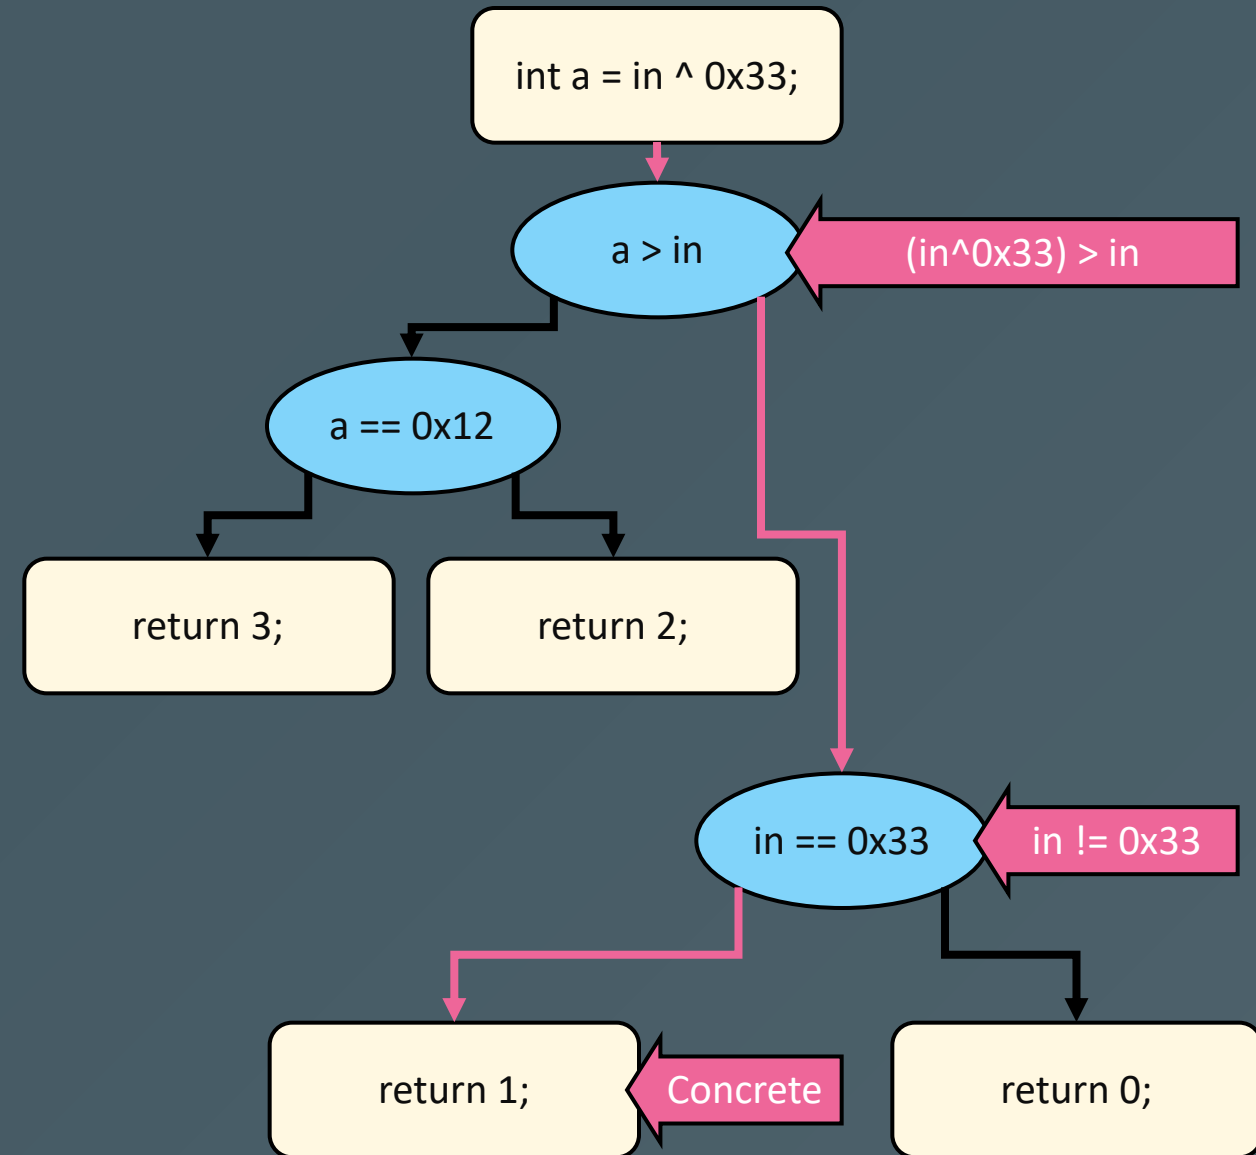 int a = in ^ 0x33;
a > in
(in^0x33) > in
a == 0x12
return 3;
return 2;
in == 0x33
in != 0x33
return 1;
Concrete
return 0;